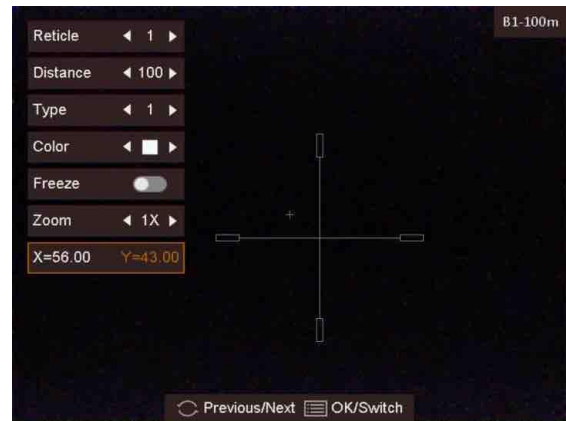 B1-100m
Reticle 1
Distance 100
Type 1
Color
Freeze
Zoom 1X
X=56.00 Y=43.00
Previous/Next OK/Switch